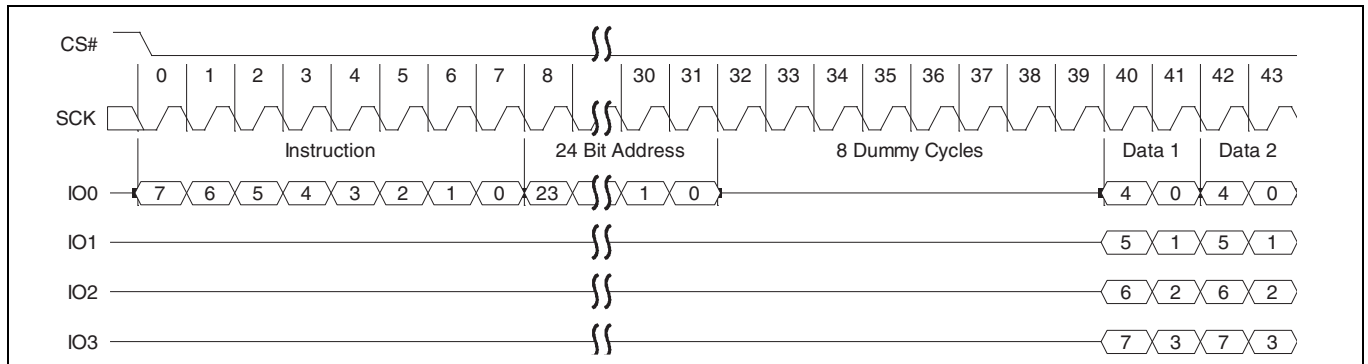 CS#
0 1 2 3 4 5 6 7 8 30 31 32 33 34 35 36 37 38 39 40 41 42 43
SCK
Instruction 24 Bit Address 8 Dummy Cycles Data 1 Data 2
IO0 7 6 5 4 3 2 1 0 23 1 0 4 0 4 0
IO1 5 1 5 1
IO2 6 2 6 2
IO3 7 3 7 3